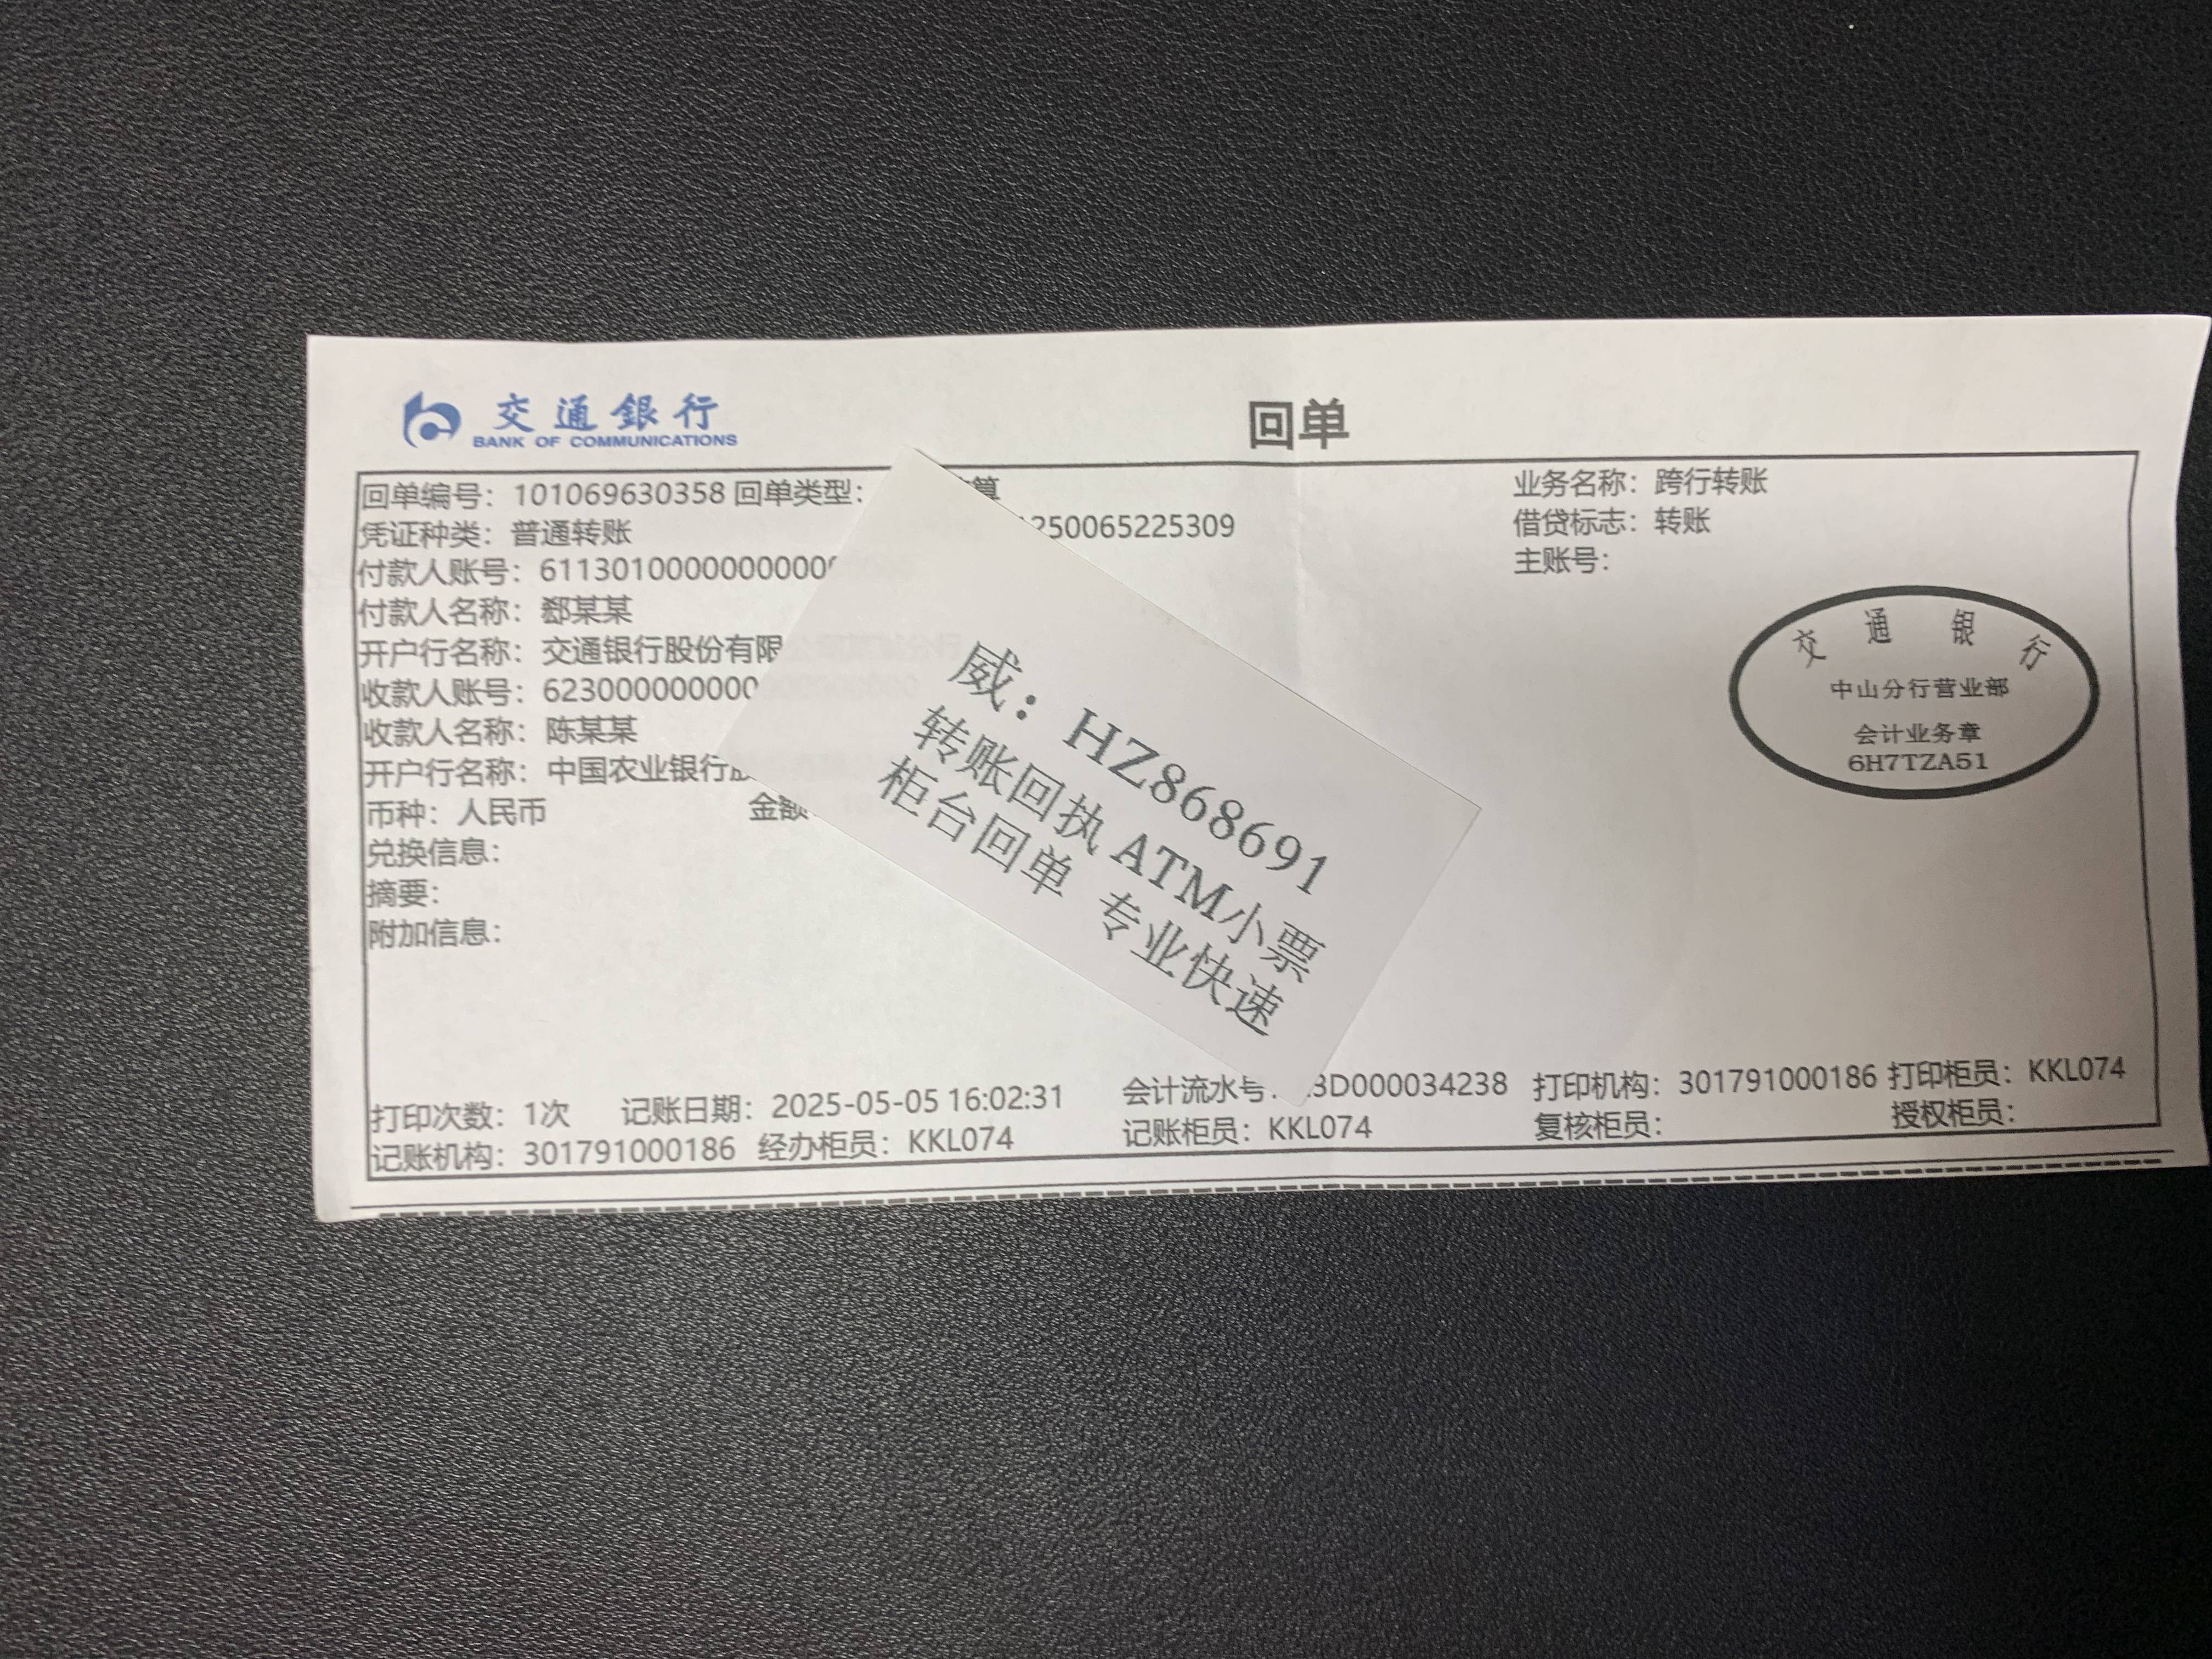 交通銀行
BANK OF COMMUNICATIONS
回单
回单编号：101069630358 回单类型：
算
业务名称：跨行转账
凭证种类：普通转账
250065225309
借贷标志：转账
付款人账号：6113010000000000
主账号：
付款人名称：郄某某
开户行名称：交通银行股份有限
收款人账号：623000000000
收款人名称：陈某某
开户行名称：中国农业银行股
币种：人民币
金额
兑换信息：
摘要：
附加信息：
威：HZ868691
转账回执 ATM小票
柜台回单 专业快速
交通银行
中山分行营业部
会计业务章
6H7TZA51
打印次数：1次 记账日期：2025-05-05 16:02:31 会计流水号：3D000034238 打印机构：301791000186 打印柜员：KKL074
记账机构：301791000186 经办柜员：KKL074 记账柜员：KKL074 复核柜员： 授权柜员：